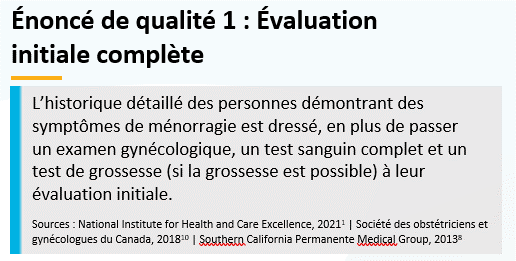 Énoncé de qualité 1 : Évaluation
initiale complète
L’historique détaillé des personnes démontrant des
symptômes de ménorragie est dressé, en plus de passer
un examen gynécologique, un test sanguin complet et un
test de grossesse (si la grossesse est possible) à leur
évaluation initiale.
Sources : National Institute for Health and Care Excellence, 2021¹ | Société des obstétriciens et
gynécologues du Canada, 2018¹⁰ | Southern California Permanente Medical Group, 2013⁸